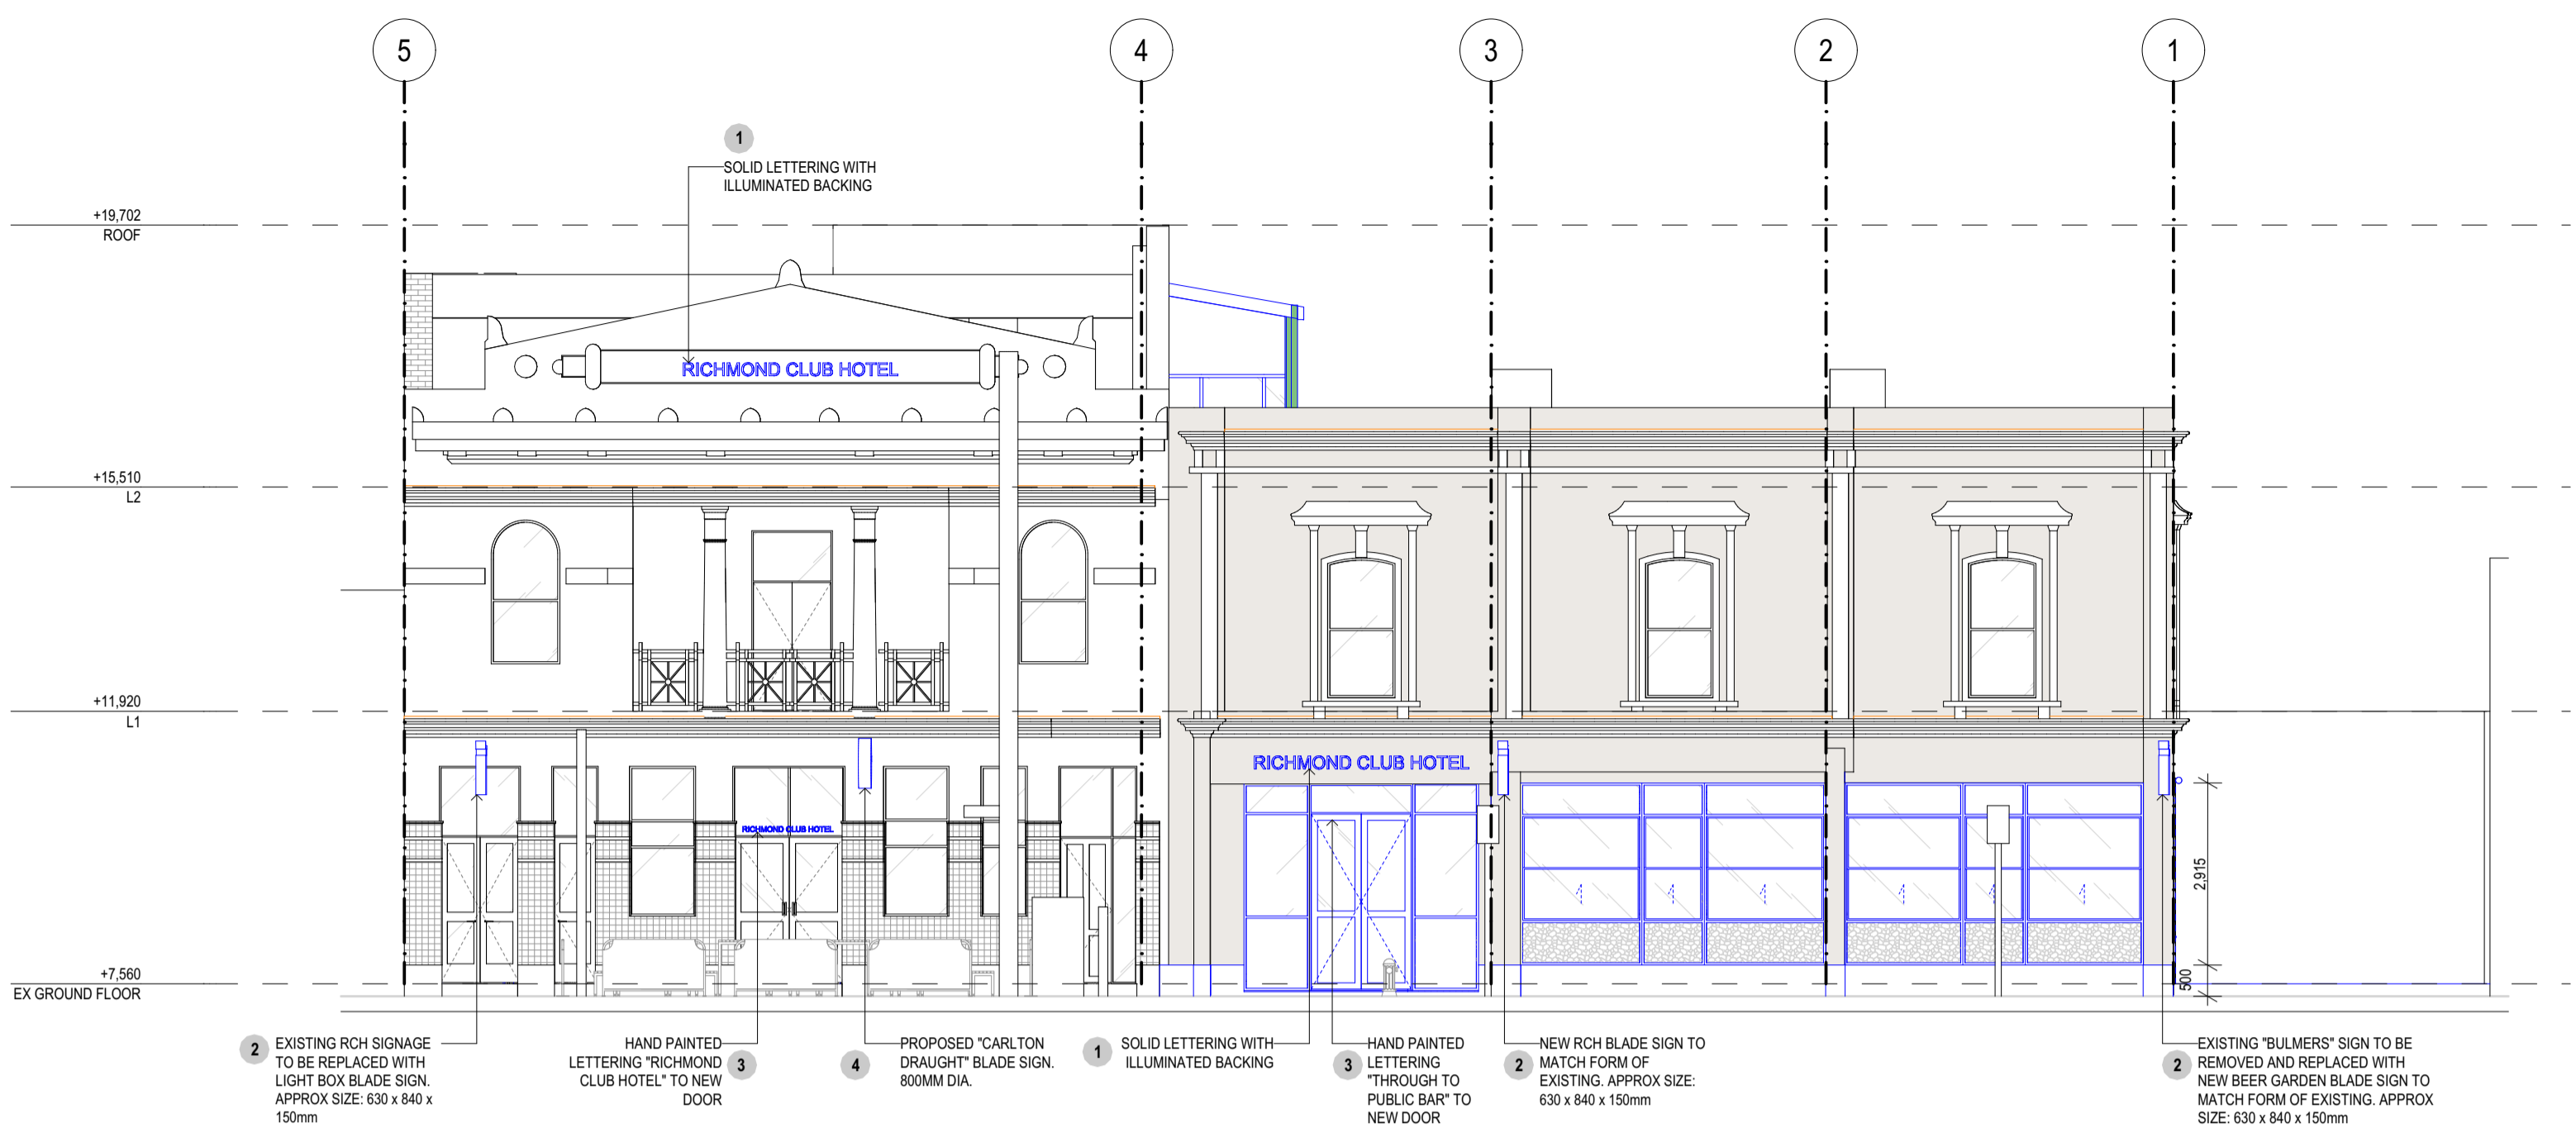 5
4
3
2
1
1
SOLID LETTERING WITH
ILLUMINATED BACKING
+19,702
ROOF
RICHMOND CLUB HOTEL
+15,510
L2
+11,920
L1
RICHMOND CLUB HOTEL
RICHMOND CLUB HOTEL
2,915
500
+7,560
EX GROUND FLOOR
2
EXISTING RCH SIGNAGE
TO BE REPLACED WITH
LIGHT BOX BLADE SIGN.
APPROX SIZE: 630 x 840 x
150mm
HAND PAINTED
LETTERING "RICHMOND
CLUB HOTEL" TO NEW
DOOR
3
4
PROPOSED "CARLTON
DRAUGHT" BLADE SIGN.
800MM DIA.
1
SOLID LETTERING WITH
ILLUMINATED BACKING
3
HAND PAINTED
LETTERING
"THROUGH TO
PUBLIC BAR" TO
NEW DOOR
2
NEW RCH BLADE SIGN TO
MATCH FORM OF
EXISTING. APPROX SIZE:
630 x 840 x 150mm
2
EXISTING "BULMERS" SIGN TO BE
REMOVED AND REPLACED WITH
NEW BEER GARDEN BLADE SIGN TO
MATCH FORM OF EXISTING. APPROX
SIZE: 630 x 840 x 150mm